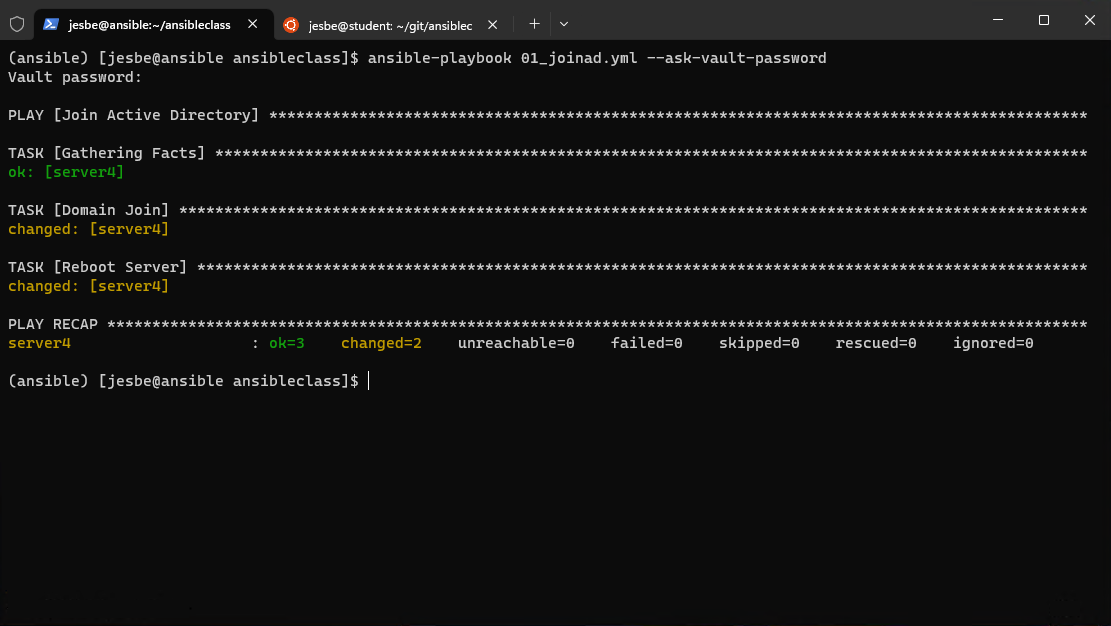 jesbe@ansible:~/ansibleclass
jesbe@student: ~/git/ansiblec
(ansible) [jesbe@ansible ansibleclass]$ ansible-playbook 01_joinad.yml --ask-vault-password
Vault password:
PLAY [Join Active Directory] *******************************************************************************************
TASK [Gathering Facts] *************************************************************************************************
ok: [server4]
TASK [Domain Join] *****************************************************************************************************
changed: [server4]
TASK [Reboot Server] ***************************************************************************************************
changed: [server4]
PLAY RECAP *************************************************************************************************************
server4                    : ok=3    changed=2    unreachable=0    failed=0    skipped=0    rescued=0    ignored=0
(ansible) [jesbe@ansible ansibleclass]$